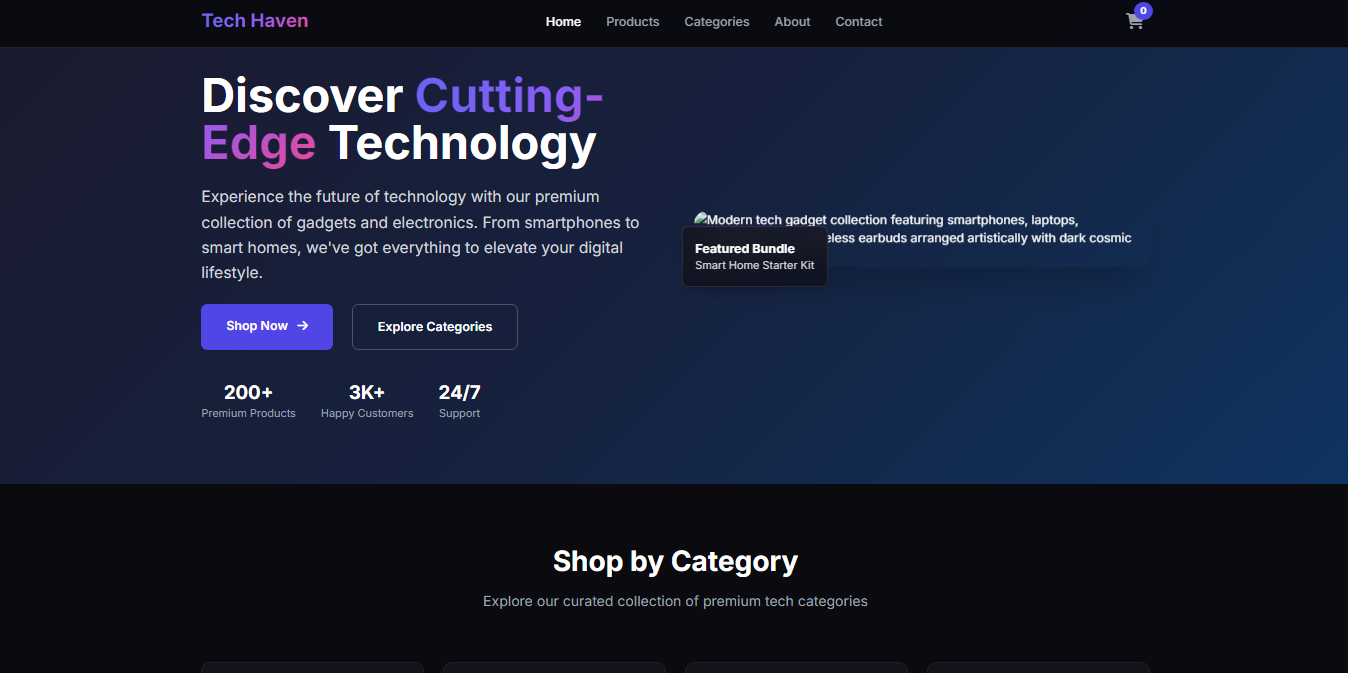 Tech Haven
Home
Products
Categories
About
Contact
0
Discover Cutting-
Edge Technology
Experience the future of technology with our premium
collection of gadgets and electronics. From smartphones to
smart homes, we've got everything to elevate your digital
lifestyle.
Shop Now
Explore Categories
200+
Premium Products
3K+
Happy Customers
24/7
Support
Modern tech gadget collection featuring smartphones, laptops,
earbuds arranged artistically with dark cosmic
Featured Bundle
Smart Home Starter Kit
Shop by Category
Explore our curated collection of premium tech categories